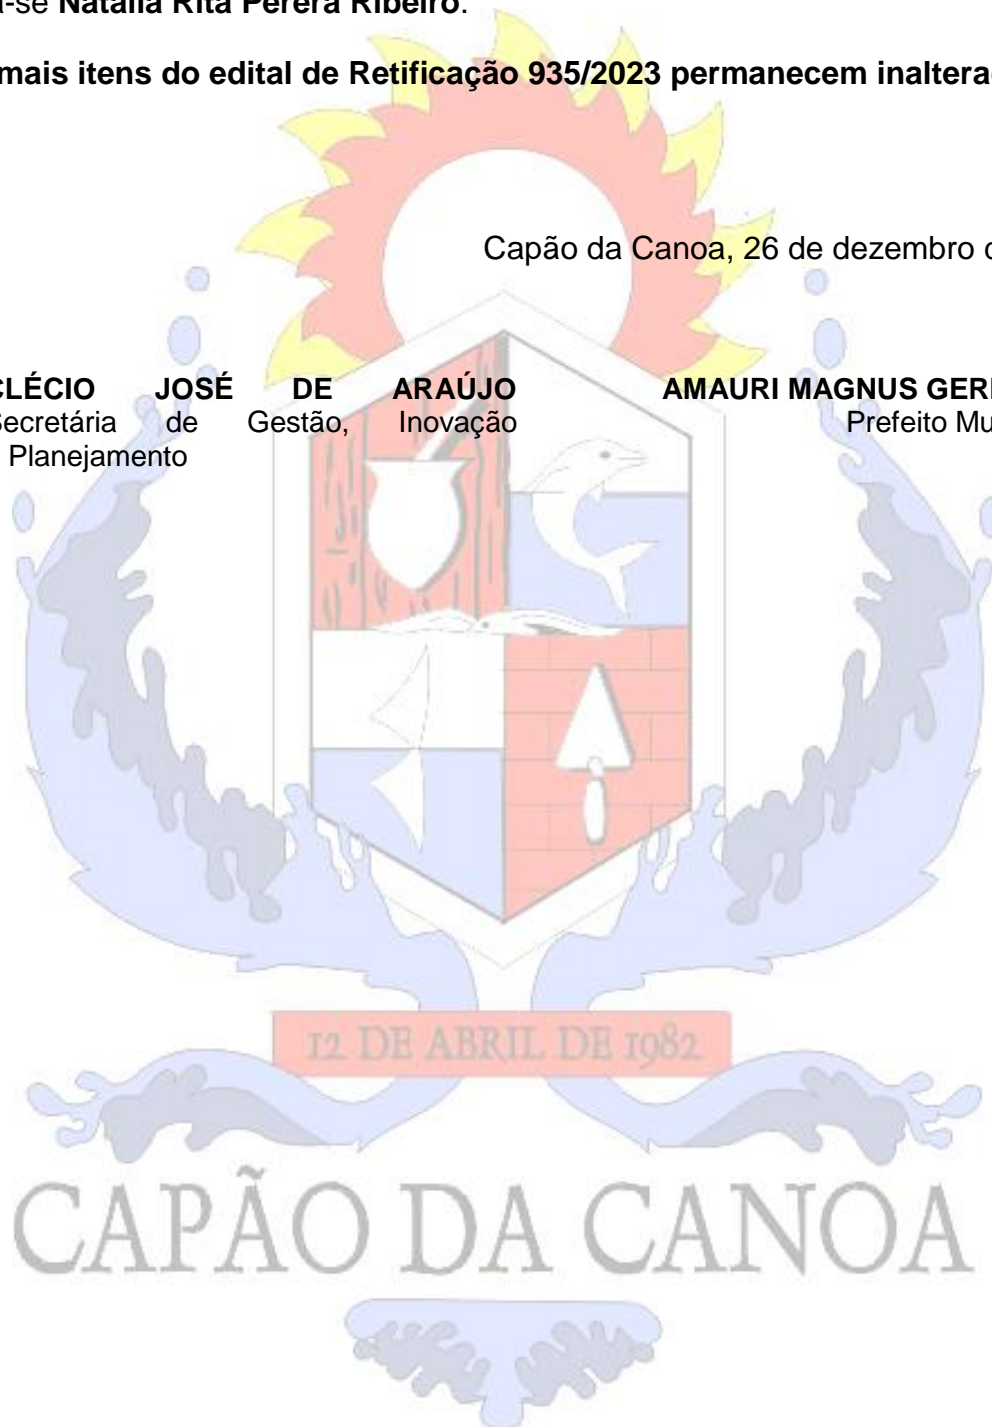 -se Natália Rita Perera Ribeiro.
mais itens do edital de Retificação 935/2023 permanecem inaltera
Capão da Canoa, 26 de dezembro
CLÉCIO JOSÉ DE ARAÚJO AMAURI MAGNUS GER
Secretária de Gestão, Inovação Prefeito Mu
Planejamento
12 DE ABRIL DE 1982
CAPÃO DA CANOA